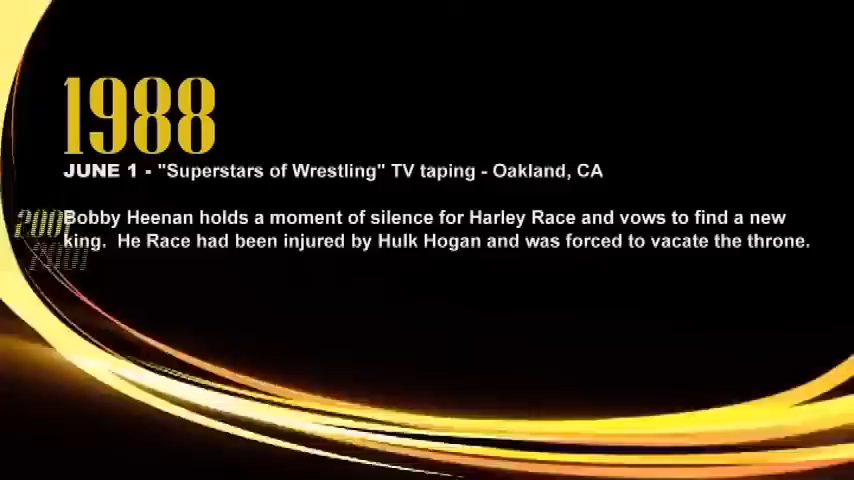 1988
JUNE 1 - "Superstars of Wrestling" TV taping - Oakland, CA
Bobby Heenan holds a moment of silence for Harley Race and vows to find a new
king. He Race had been injured by Hulk Hogan and was forced to vacate the throne.